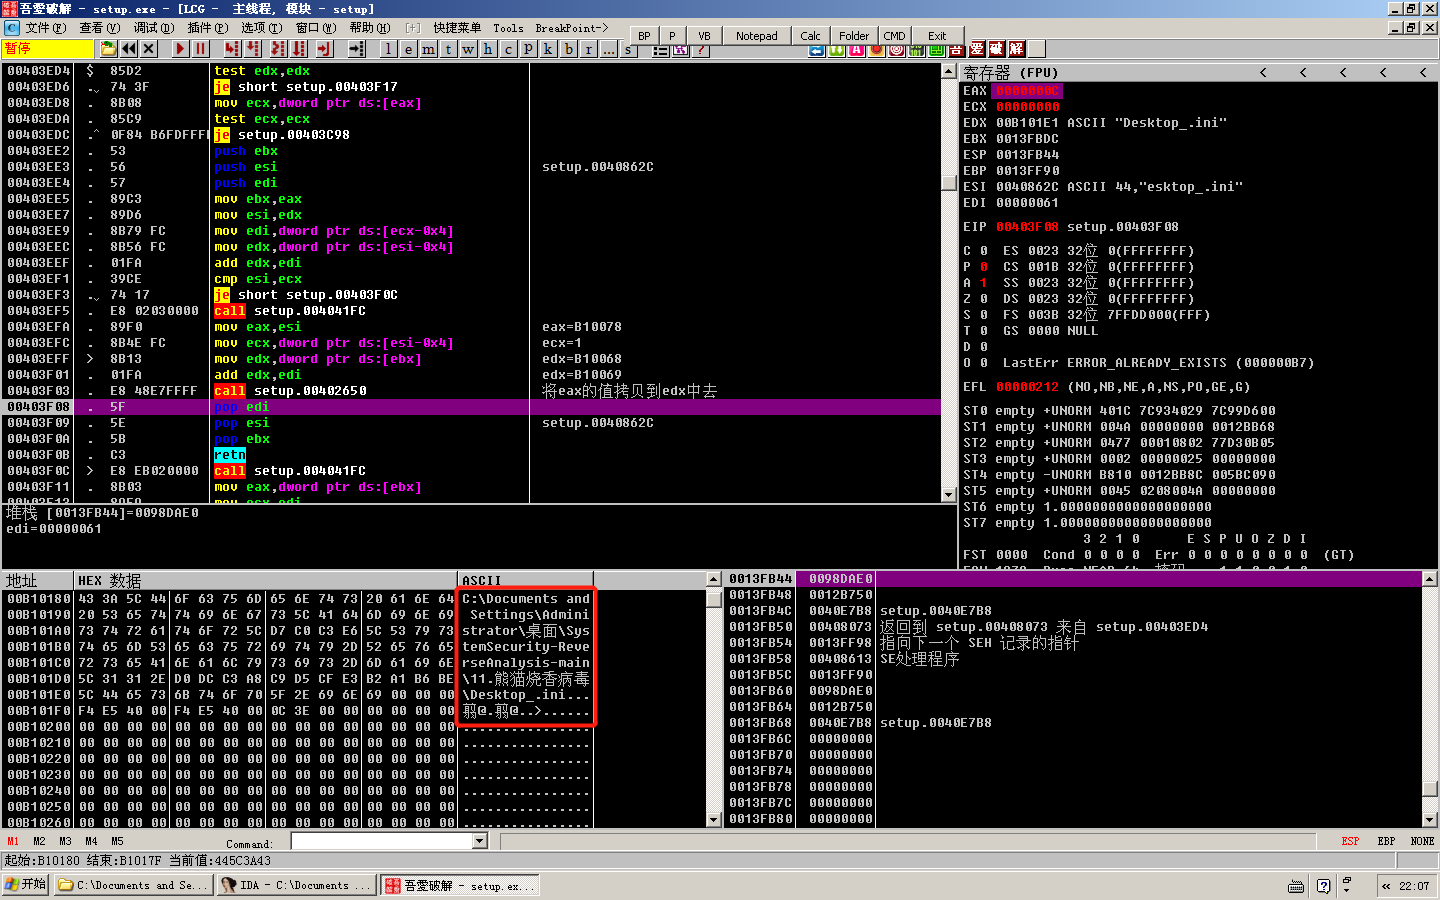 吾爱破解 - setup.exe - [LCG - 主线程, 模块 - setup]
文件(F) 查看(V) 调试(D) 插件(P) 选项(T) 窗口(W) 帮助(H) [+] 快捷菜单 Tools BreakPoint->
BP P VB Notepad Calc Folder CMD Exit
暂停 l e m t w h c p k b r ... s
00403ED4 $ 85D2 test edx,edx
00403ED6 . 74 3F je short setup.00403F17
00403ED8 . 8B08 mov ecx,dword ptr ds:[eax]
00403EDA . 85C9 test ecx,ecx
00403EDC .^ 0F84 B6FDFFFF je setup.00403C98
00403EE2 . 53 push ebx
00403EE3 . 56 push esi setup.0040862C
00403EE4 . 57 push edi
00403EE5 . 89C3 mov ebx,eax
00403EE7 . 89D6 mov esi,edx
00403EE9 . 8B79 FC mov edi,dword ptr ds:[ecx-0x4]
00403EEC . 8B56 FC mov edx,dword ptr ds:[esi-0x4]
00403EEF . 01FA add edx,edi
00403EF1 . 39CE cmp esi,ecx
00403EF3 . 74 17 je short setup.00403F0C
00403EF5 . E8 02030000 call setup.004041FC
00403EFA . 89F0 mov eax,esi eax=B10078
00403EFC . 8B4E FC mov ecx,dword ptr ds:[esi-0x4] ecx=1
00403EFF > 8B13 mov edx,dword ptr ds:[ebx] edx=B10068
00403F01 . 01FA add edx,edi edx=B10069
00403F03 . E8 48E7FFFF call setup.00402650 将eax的值拷贝到edx中去
00403F08 . 5F pop edi
00403F09 . 5E pop esi setup.0040862C
00403F0A . 5B pop ebx
00403F0B . C3 retn
00403F0C > E8 EB020000 call setup.004041FC
00403F11 . 8B03 mov eax,dword ptr ds:[ebx]
堆栈 [0013FB44]=0098DAE0
edi=00000061
寄存器 (FPU) < < < < <
EAX 0000000C
ECX 00000000
EDX 00B101E1 ASCII "Desktop_.ini"
EBX 0013FBDC
ESP 0013FB44
EBP 0013FF90
ESI 0040862C ASCII 44,"esktop_.ini"
EDI 00000061
EIP 00403F08 setup.00403F08
C 0 ES 0023 32位 0(FFFFFFFF)
P 0 CS 001B 32位 0(FFFFFFFF)
A 1 SS 0023 32位 0(FFFFFFFF)
Z 0 DS 0023 32位 0(FFFFFFFF)
S 0 FS 003B 32位 7FFDD000(FFF)
T 0 GS 0000 NULL
D 0
O 0 LastErr ERROR_ALREADY_EXISTS (000000B7)
EFL 00000212 (NO,NB,NE,A,NS,PO,GE,G)
ST0 empty +UNORM 401C 7C934029 7C99D600
ST1 empty +UNORM 004A 00000000 0012BB68
ST2 empty +UNORM 0477 00010802 77D30B05
ST3 empty +UNORM 0002 00000025 00000000
ST4 empty -UNORM B810 0012BB8C 005BC090
ST5 empty +UNORM 0045 0208004A 00000000
ST6 empty 1.0000000000000000000
ST7 empty 1.0000000000000000000
3 2 1 0 E S P U O Z D I
FST 0000 Cond 0 0 0 0 Err 0 0 0 0 0 0 0 0 (GT)
地址 HEX 数据 ASCII
00B10180 43 3A 5C 44 6F 63 75 6D 65 6E 74 73 20 61 6E 64 C:\Documents and
00B10190 20 53 65 74 74 69 6E 67 73 5C 41 64 6D 69 6E 69 Settings\Admini
00B101A0 73 74 72 61 74 6F 72 5C D7 C0 C3 E6 5C 53 79 73 strator\桌面\Sys
00B101B0 74 65 6D 53 65 63 75 72 69 74 79 2D 52 65 76 65 temSecurity-Reve
00B101C0 72 73 65 41 6E 61 6C 79 73 69 73 2D 6D 61 69 6E rseAnalysis-main
00B101D0 5C 31 31 2E D0 DC C3 A8 C9 D5 CF E3 B2 A1 B6 BE \11.熊猫烧香病毒
00B101E0 5C 44 65 73 6B 74 6F 70 5F 2E 69 6E 69 00 00 00 \Desktop_.ini...
00B101F0 F4 E5 40 00 F4 E5 40 00 0C 3E 00 00 00 00 00 00 翦@.翦@..>......
00B10200 00 00 00 00 00 00 00 00 00 00 00 00 00 00 00 00 ................
00B10210 00 00 00 00 00 00 00 00 00 00 00 00 00 00 00 00 ................
00B10220 00 00 00 00 00 00 00 00 00 00 00 00 00 00 00 00 ................
00B10230 00 00 00 00 00 00 00 00 00 00 00 00 00 00 00 00 ................
00B10240 00 00 00 00 00 00 00 00 00 00 00 00 00 00 00 00 ................
00B10250 00 00 00 00 00 00 00 00 00 00 00 00 00 00 00 00 ................
00B10260 00 00 00 00 00 00 00 00 00 00 00 00 00 00 00 00 ................
0013FB44 0098DAE0
0013FB48 0012B750
0013FB4C 0040E7B8 setup.0040E7B8
0013FB50 00408073 返回到 setup.00408073 来自 setup.00403ED4
0013FB54 0013FF98 指向下一个 SEH 记录的指针
0013FB58 00408613 SE处理程序
0013FB5C 0013FF90
0013FB60 0098DAE0
0013FB64 0012B750
0013FB68 0040E7B8 setup.0040E7B8
0013FB6C 00000000
0013FB70 00000000
0013FB74 00000000
0013FB78 00000000
0013FB7C 00000000
0013FB80 00000000
M1 M2 M3 M4 M5 Command: ESP EBP NONE
起始:B10180 结束:B1017F 当前值:445C3A43
开始 C:\Documents and Se... IDA - C:\Documents ... 吾爱破解 - setup.ex... « 22:07